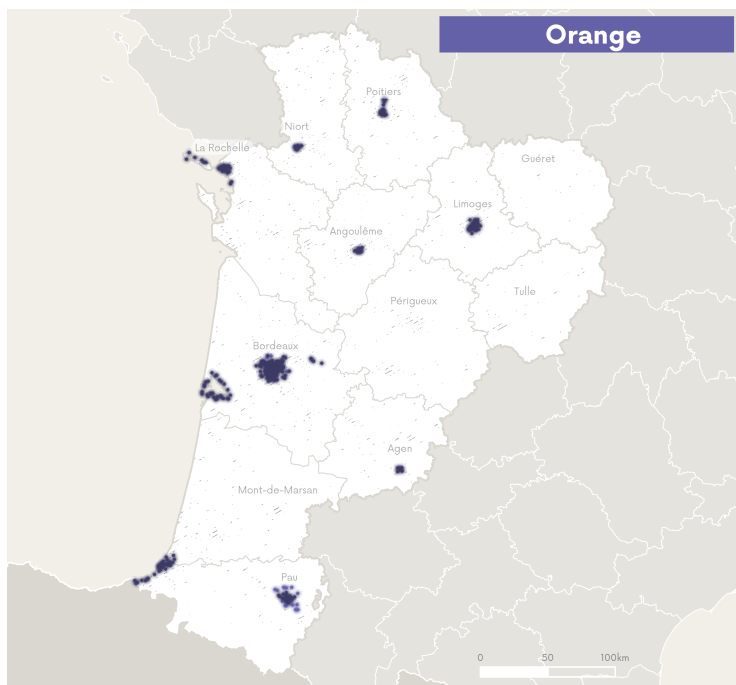 Orange
Poitiers
Niort
La Rochelle
Guéret
Limoges
Angoulême
Tulle
Périgueux
Bordeaux
Agen
Mont-de-Marsan
Pau
0 50 100km